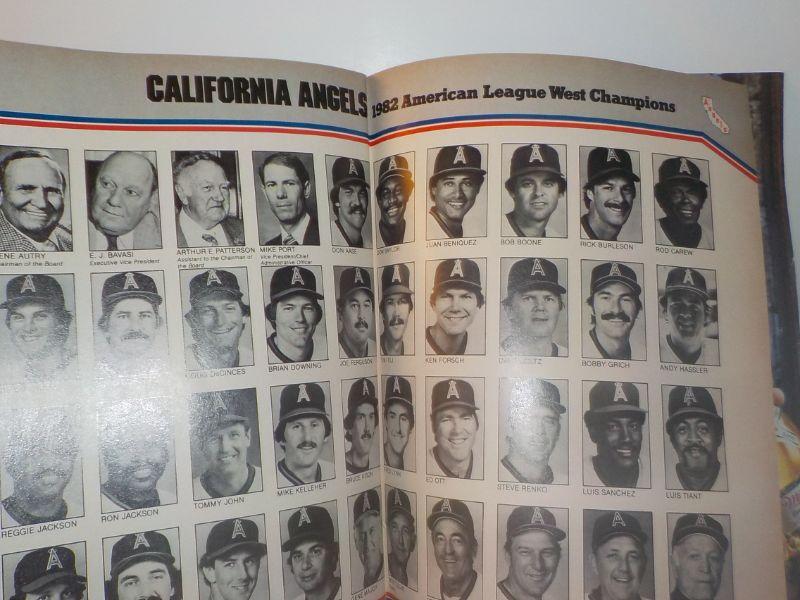 CALIFORNIA ANGELS
1982 American League West Champions
ENE AUTRY
hairman of the Board
E. J. BAVASI
Executive Vice President
ARTHUR E. PATTERSON
Assistant to the Chairman of
the Board
MIKE PORT
Vice President/Chief
Administrative Officer
DON AASE
JUAN BENIQUEZ
BOB BOONE
RICK BURLESON
ROD CAREW
DOUG DeCINCES
BRIAN DOWNING
JOE FERGUSON
KEN FORSCH
BOBBY GRICH
ANDY HASSLER
REGGIE JACKSON
RON JACKSON
TOMMY JOHN
MIKE KELLEHER
BRUCE KISON
ED OTT
STEVE RENKO
LUIS SANCHEZ
LUIS TIANT